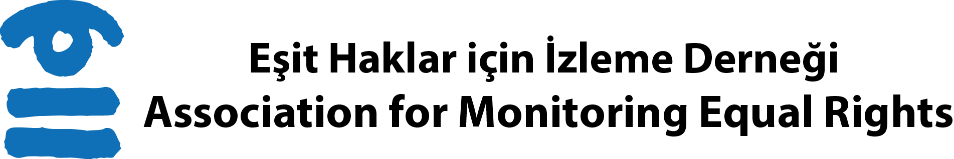 Eşit Haklar için İzleme Derneği
Association for Monitoring Equal Rights